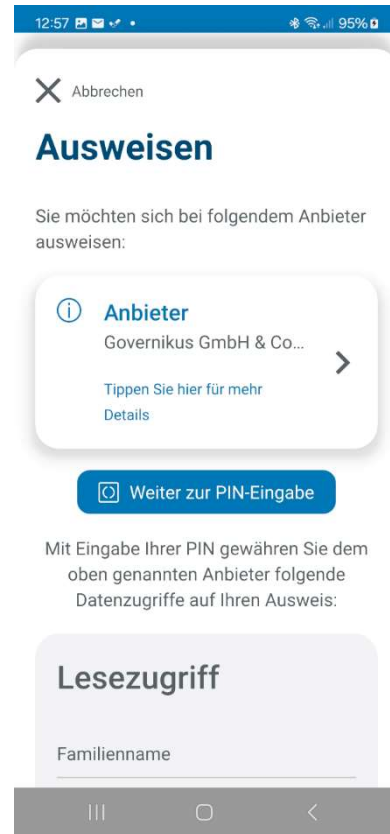 12:57
95%
Abbrechen
Ausweisen
Sie möchten sich bei folgendem Anbieter
ausweisen:
Anbieter
Governikus GmbH & Co...
Tippen Sie hier für mehr
Details
Weiter zur PIN-Eingabe
Mit Eingabe Ihrer PIN gewähren Sie dem
oben genannten Anbieter folgende
Datenzugriffe auf Ihren Ausweis:
Lesezugriff
Familienname